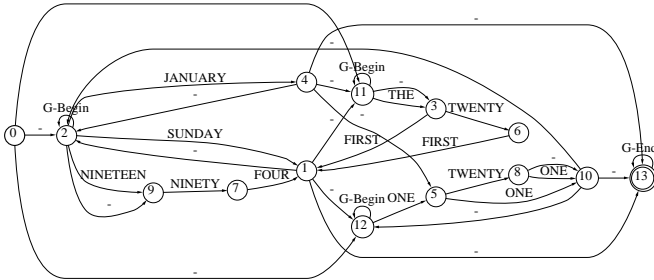 -
-
JANUARY
G-Begin
4
-
-
11
-
THE
G-Begin
-
-
3
TWENTY
0
-
2
SUNDAY
-
FIRST
FIRST
6
G-End
-
NINETEEN
9
NINETY
7
FOUR
1
TWENTY
8
-
ONE
10
-
13
-
-
G-Begin
12
ONE
5
ONE
-
-
-